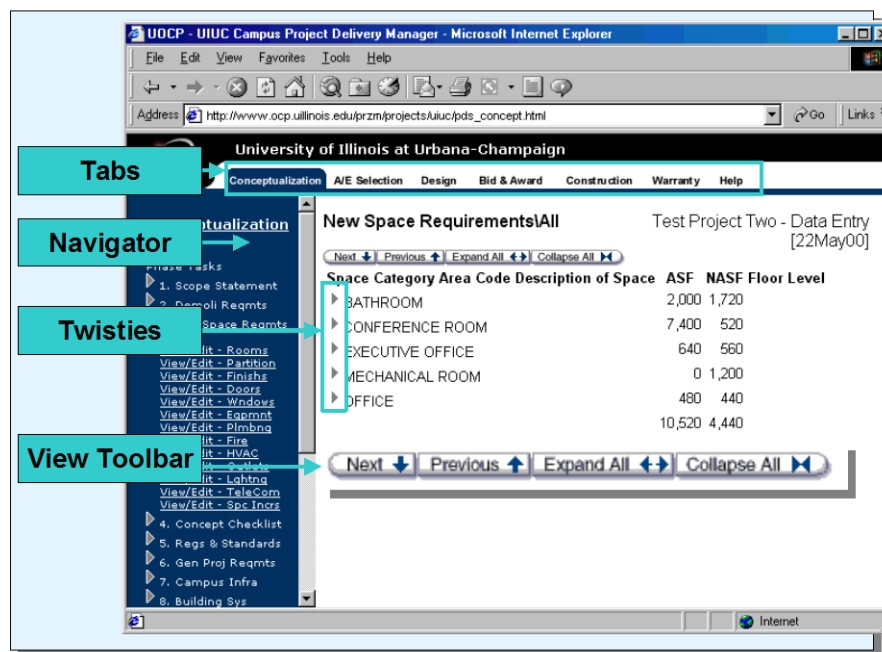 UOCP - UIUC Campus Project Delivery Manager - Microsoft Internet Explorer
File Edit View Favorites Tools Help
Address http://www.ocp.uillinois.edu/przm/projects/uiuc/pds_concept.html Go Links
University of Illinois at Urbana-Champaign
Tabs
Conceptualization A/E Selection Design Bid & Award Construction Warranty Help
New Space Requirements\All
Test Project Two - Data Entry
[22May00]
Navigator
Next Previous Expand All Collapse All
Phase Tasks
1. Scope Statement
2. Demoli Reqmts
Space Reqmts
Twisties
View/Edit - Rooms
View/Edit - Partition
View/Edit - Finishs
View/Edit - Doors
View/Edit - Wndows
View/Edit - Eqpmnt
View/Edit - Plmbng
dit - Fire
dit - HVAC
View Toolbar
View/Edit - Lghtng
View/Edit - TeleCom
View/Edit - Spc Incrs
4. Concept Checklist
5. Regs & Standards
6. Gen Proj Reqmts
7. Campus Infra
8. Building Sys
Space Category Area Code Description of Space ASF NASF Floor Level
BATHROOM 2,000 1,720
CONFERENCE ROOM 7,400 520
EXECUTIVE OFFICE 640 560
MECHANICAL ROOM 0 1,200
OFFICE 480 440
10,520 4,440
Next Previous Expand All Collapse All
Internet